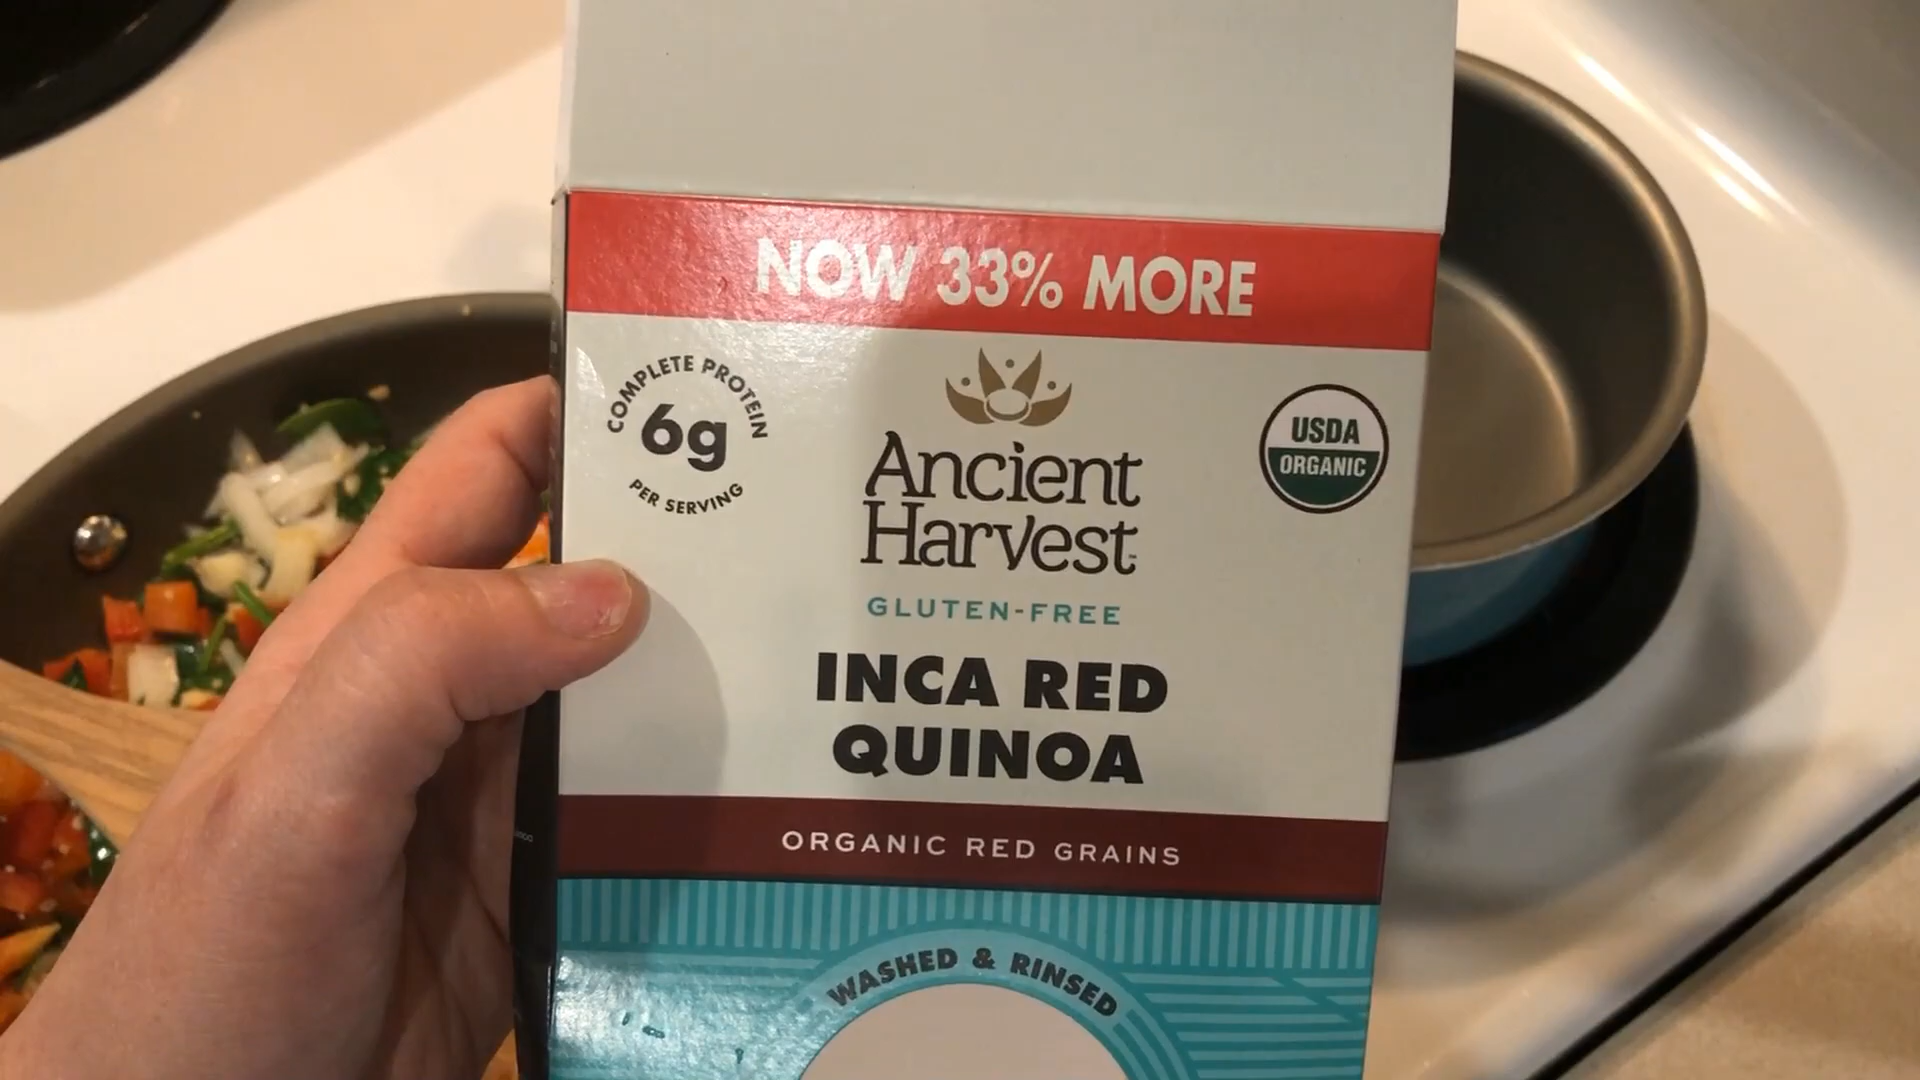 NOW 33% MORE
COMPLETE PROTEIN
6g
PER SERVING
Ancient
Harvest
USDA
ORGANIC
GLUTEN-FREE
INCA RED
QUINOA
ORGANIC RED GRAINS
WASHED & RINSED